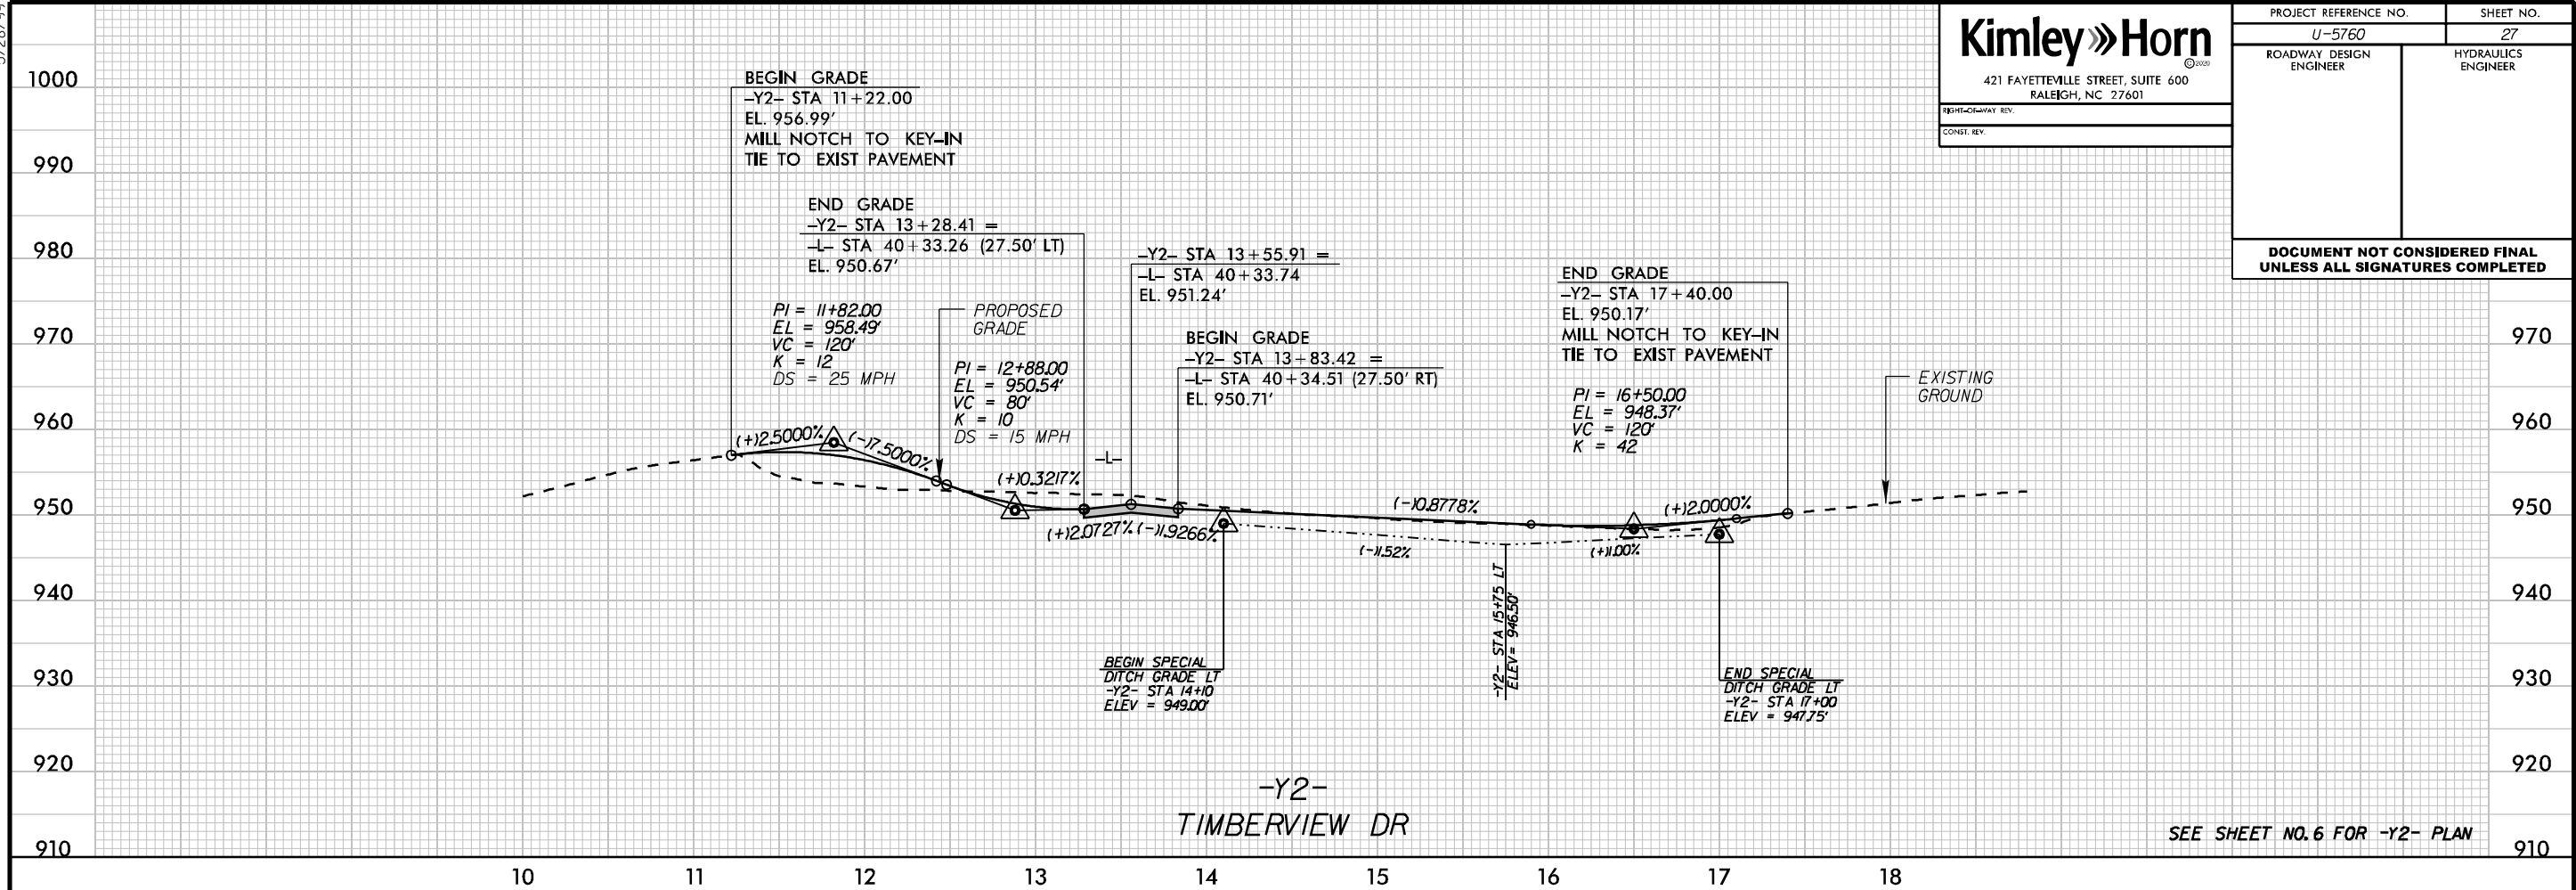 Kimley»Horn
©2020
421 FAYETTEVILLE STREET, SUITE 600
RALEIGH, NC 27601
RIGHT-OF-WAY REV.
CONST. REV.
PROJECT REFERENCE NO.
SHEET NO.
U-5760
27
ROADWAY DESIGN
ENGINEER
HYDRAULICS
ENGINEER
DOCUMENT NOT CONSIDERED FINAL
UNLESS ALL SIGNATURES COMPLETED
1000
990
980
970
960
950
940
930
920
910
BEGIN GRADE
-Y2- STA 11+22.00
EL. 956.99'
MILL NOTCH TO KEY-IN
TIE TO EXIST PAVEMENT
END GRADE
-Y2- STA 13+28.41 =
-L- STA 40+33.26 (27.50' LT)
EL. 950.67'
-Y2- STA 13+55.91 =
-L- STA 40+33.74
EL. 951.24'
END GRADE
-Y2- STA 17+40.00
EL. 950.17'
MILL NOTCH TO KEY-IN
TIE TO EXIST PAVEMENT
PI = 11+82.00
EL = 958.49'
VC = 120'
K = 12
DS = 25 MPH
PROPOSED
GRADE
BEGIN GRADE
-Y2- STA 13+83.42 =
-L- STA 40+34.51 (27.50' RT)
EL. 950.71'
PI = 12+88.00
EL = 950.54'
VC = 80'
K = 10
DS = 15 MPH
PI = 16+50.00
EL = 948.37'
VC = 120'
K = 42
EXISTING
GROUND
(+)2.5000%
(-)7.5000%
(+)0.3217%
-L-
(+)2.0727%
(-)1.9266%
(-)0.8778%
(+)2.0000%
(-)1.52%
(+)1.00%
-Y2- STA 15+75 LT
ELEV= 946.50'
BEGIN SPECIAL
DITCH GRADE LT
-Y2- STA 14+10
ELEV = 949.00'
END SPECIAL
DITCH GRADE LT
-Y2- STA 17+00
ELEV = 947.75'
970
960
950
940
930
920
910
-Y2-
TIMBERVIEW DR
SEE SHEET NO. 6 FOR -Y2- PLAN
10
11
12
13
14
15
16
17
18